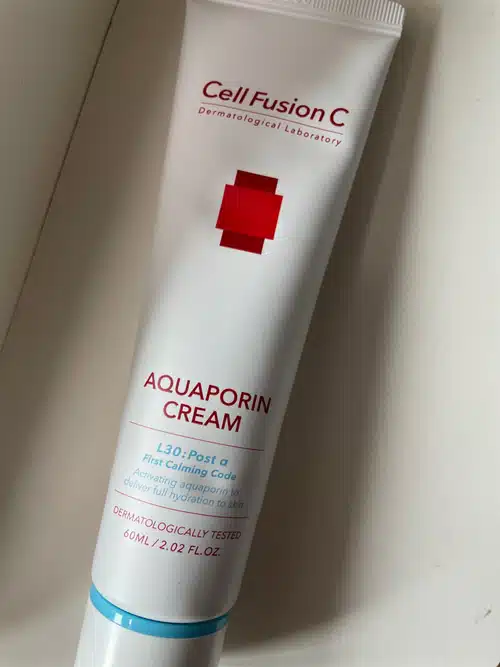 Cell Fusion C
Dermatological Laboratory
AQUAPORIN
CREAM
L30 : Post α
First Calming Code
Activating aquaporin to
deliver full hydration to skin
DERMATOLOGICALLY TESTED
60ML / 2.02 FL.OZ.